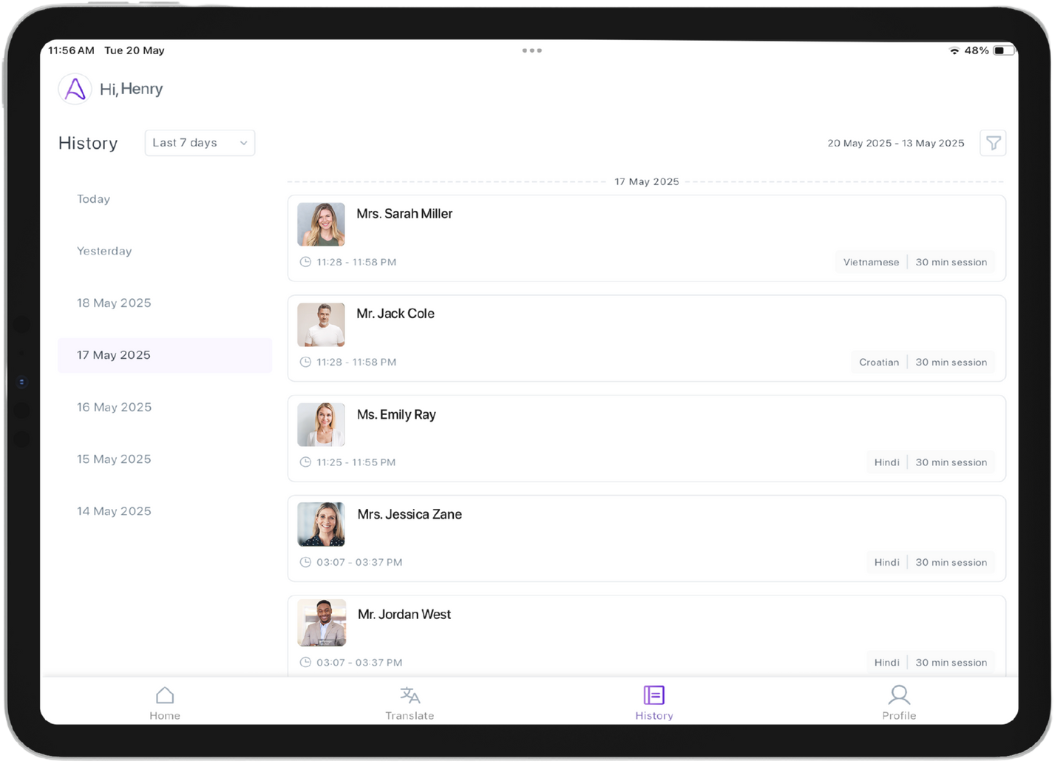 11:56 AM Tue 20 May
48%
Hi, Henry
History
Last 7 days
20 May 2025 - 13 May 2025
Today
Yesterday
18 May 2025
17 May 2025
16 May 2025
15 May 2025
14 May 2025
17 May 2025
Mrs. Sarah Miller
11:28 - 11:58 PM
Vietnamese
30 min session
Mr. Jack Cole
11:28 - 11:58 PM
Croatian
30 min session
Ms. Emily Ray
11:25 - 11:55 PM
Hindi
30 min session
Mrs. Jessica Zane
03:07 - 03:37 PM
Hindi
30 min session
Mr. Jordan West
03:07 - 03:37 PM
Hindi
30 min session
Home
Translate
History
Profile